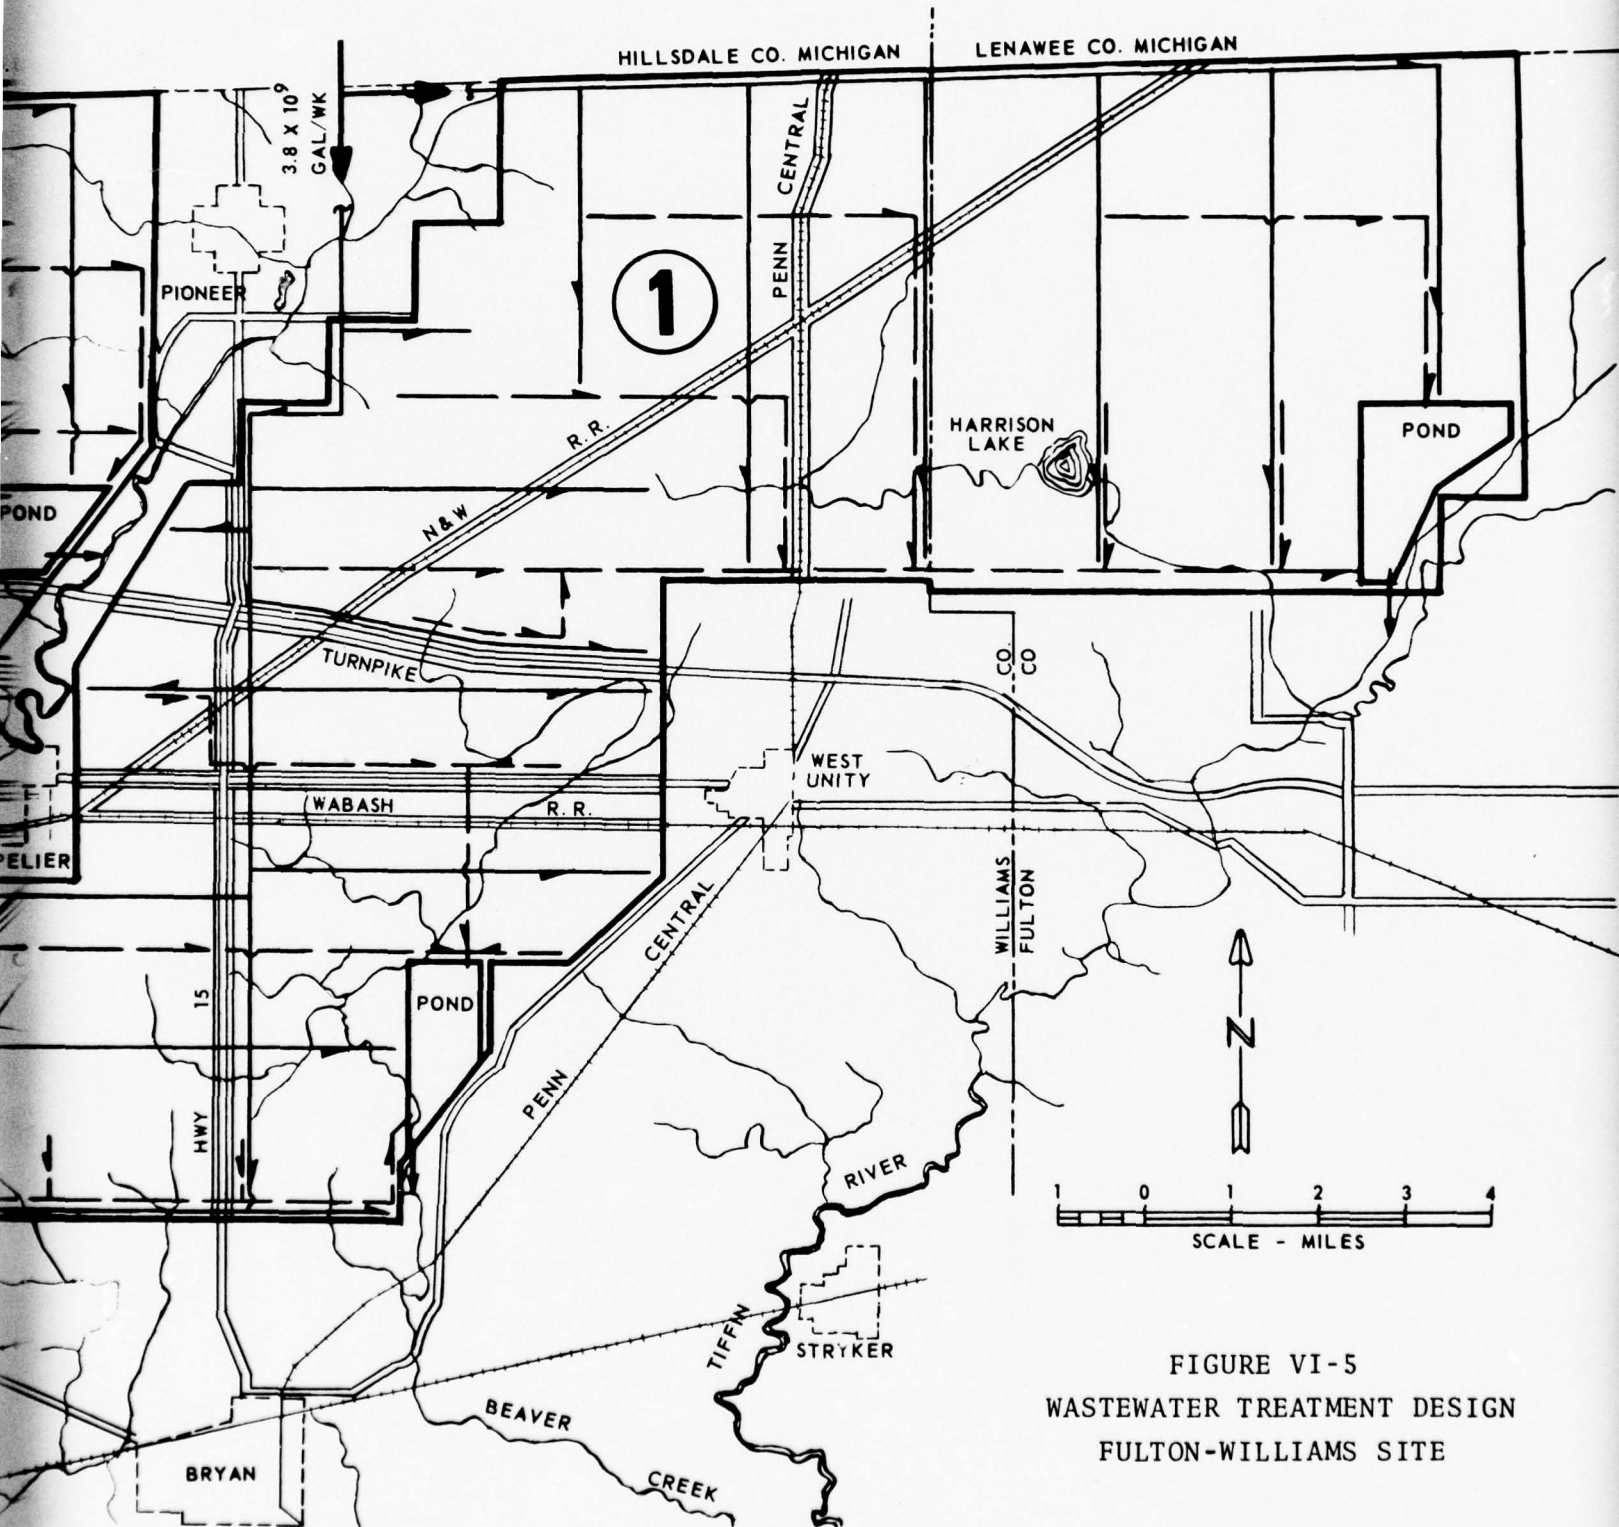 HILLSDALE CO. MICHIGAN
LENAWEE CO. MICHIGAN
3.8 X 10⁹
GAL/WK
PENN CENTRAL
PIONEER
1
R. R.
N & W
HARRISON
LAKE
POND
POND
TURNPIKE
CO.
CO
WEST
UNITY
WABASH R. R.
PELIER
WILLIAMS
FULTON
PENN CENTRAL
POND
HWY 15
N
TIFFIN RIVER
1 0 1 2 3 4
SCALE - MILES
STRYKER
BEAVER CREEK
BRYAN
FIGURE VI-5
WASTEWATER TREATMENT DESIGN
FULTON-WILLIAMS SITE